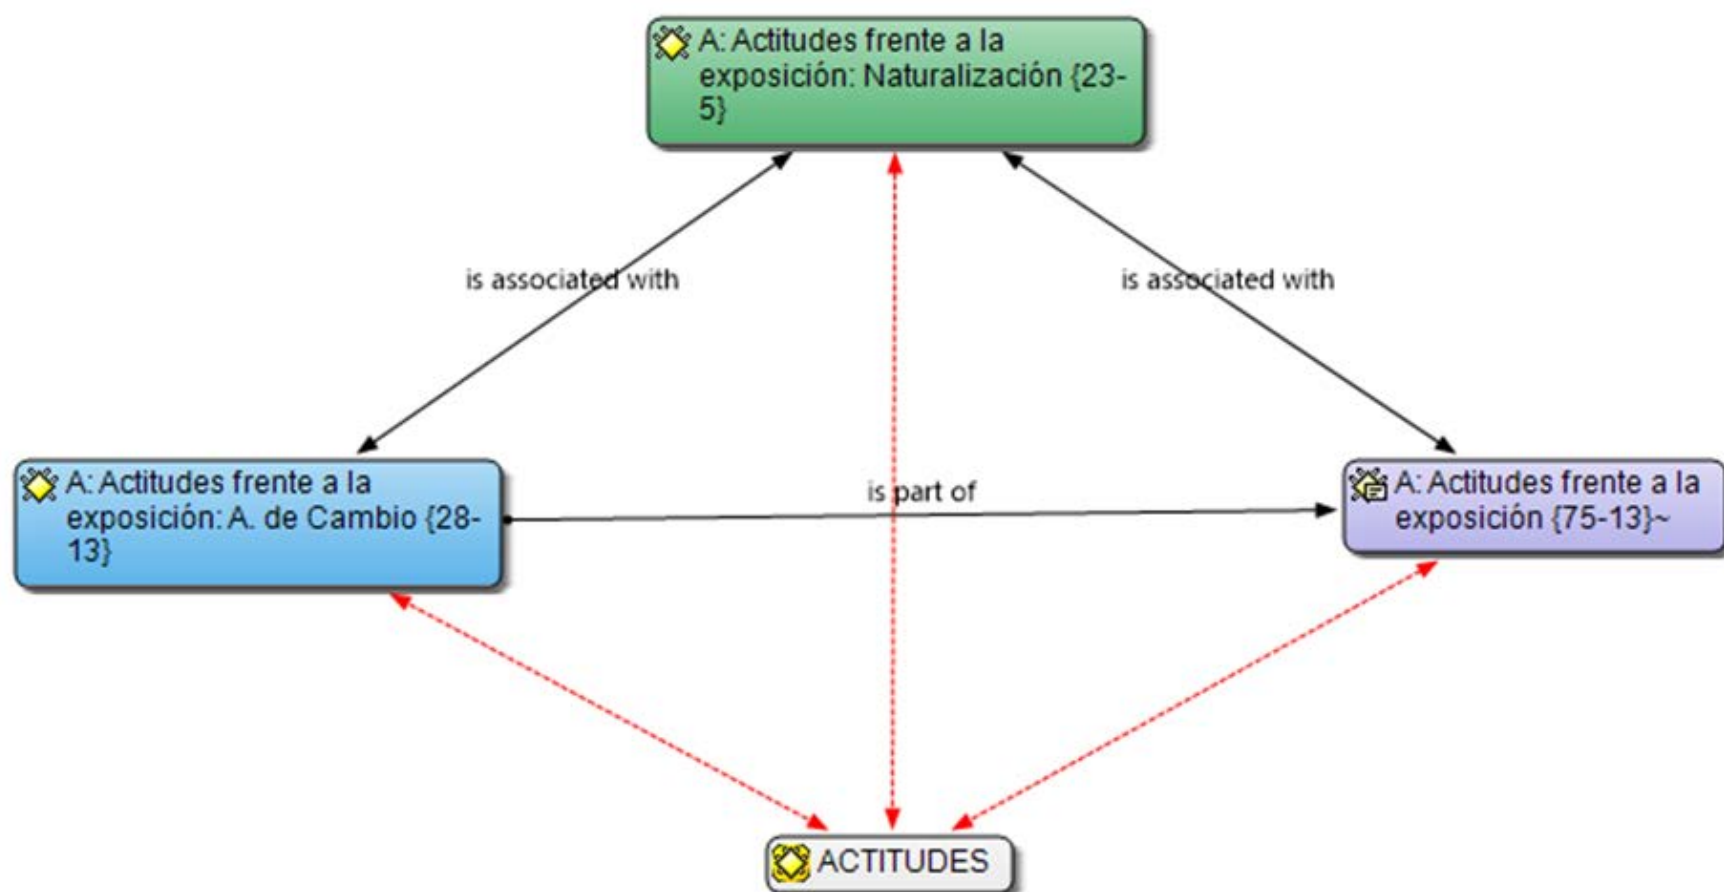 A: Actitudes frente a la
exposición: Naturalización {23-
5}
is associated with
is associated with
A: Actitudes frente a la
exposición: A. de Cambio {28-
13}
is part of
A: Actitudes frente a la
exposición {75-13}~
ACTITUDES